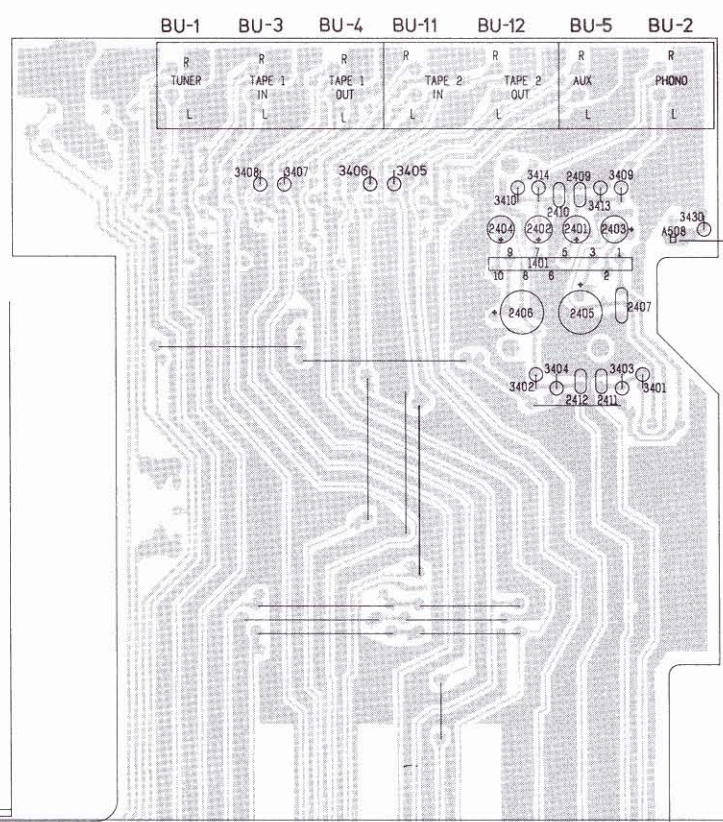 BU-1 BU-3 BU-4 BU-11 BU-12 BU-5 BU-2
R R R R R R R
TUNER TAPE 1 TAPE 1 TAPE 2 TAPE 2 AUX PHONO
IN OUT IN OUT
L L L L L L L
3408 3407 3406 3405 3414 2409 3409
3410 2410 3413
3430
2404 2402 2401 2403 A508
9 7 5 3 1
1401
10 8 6 2
2407
2406 2405
3404 3403
3402 2412 2411 3401